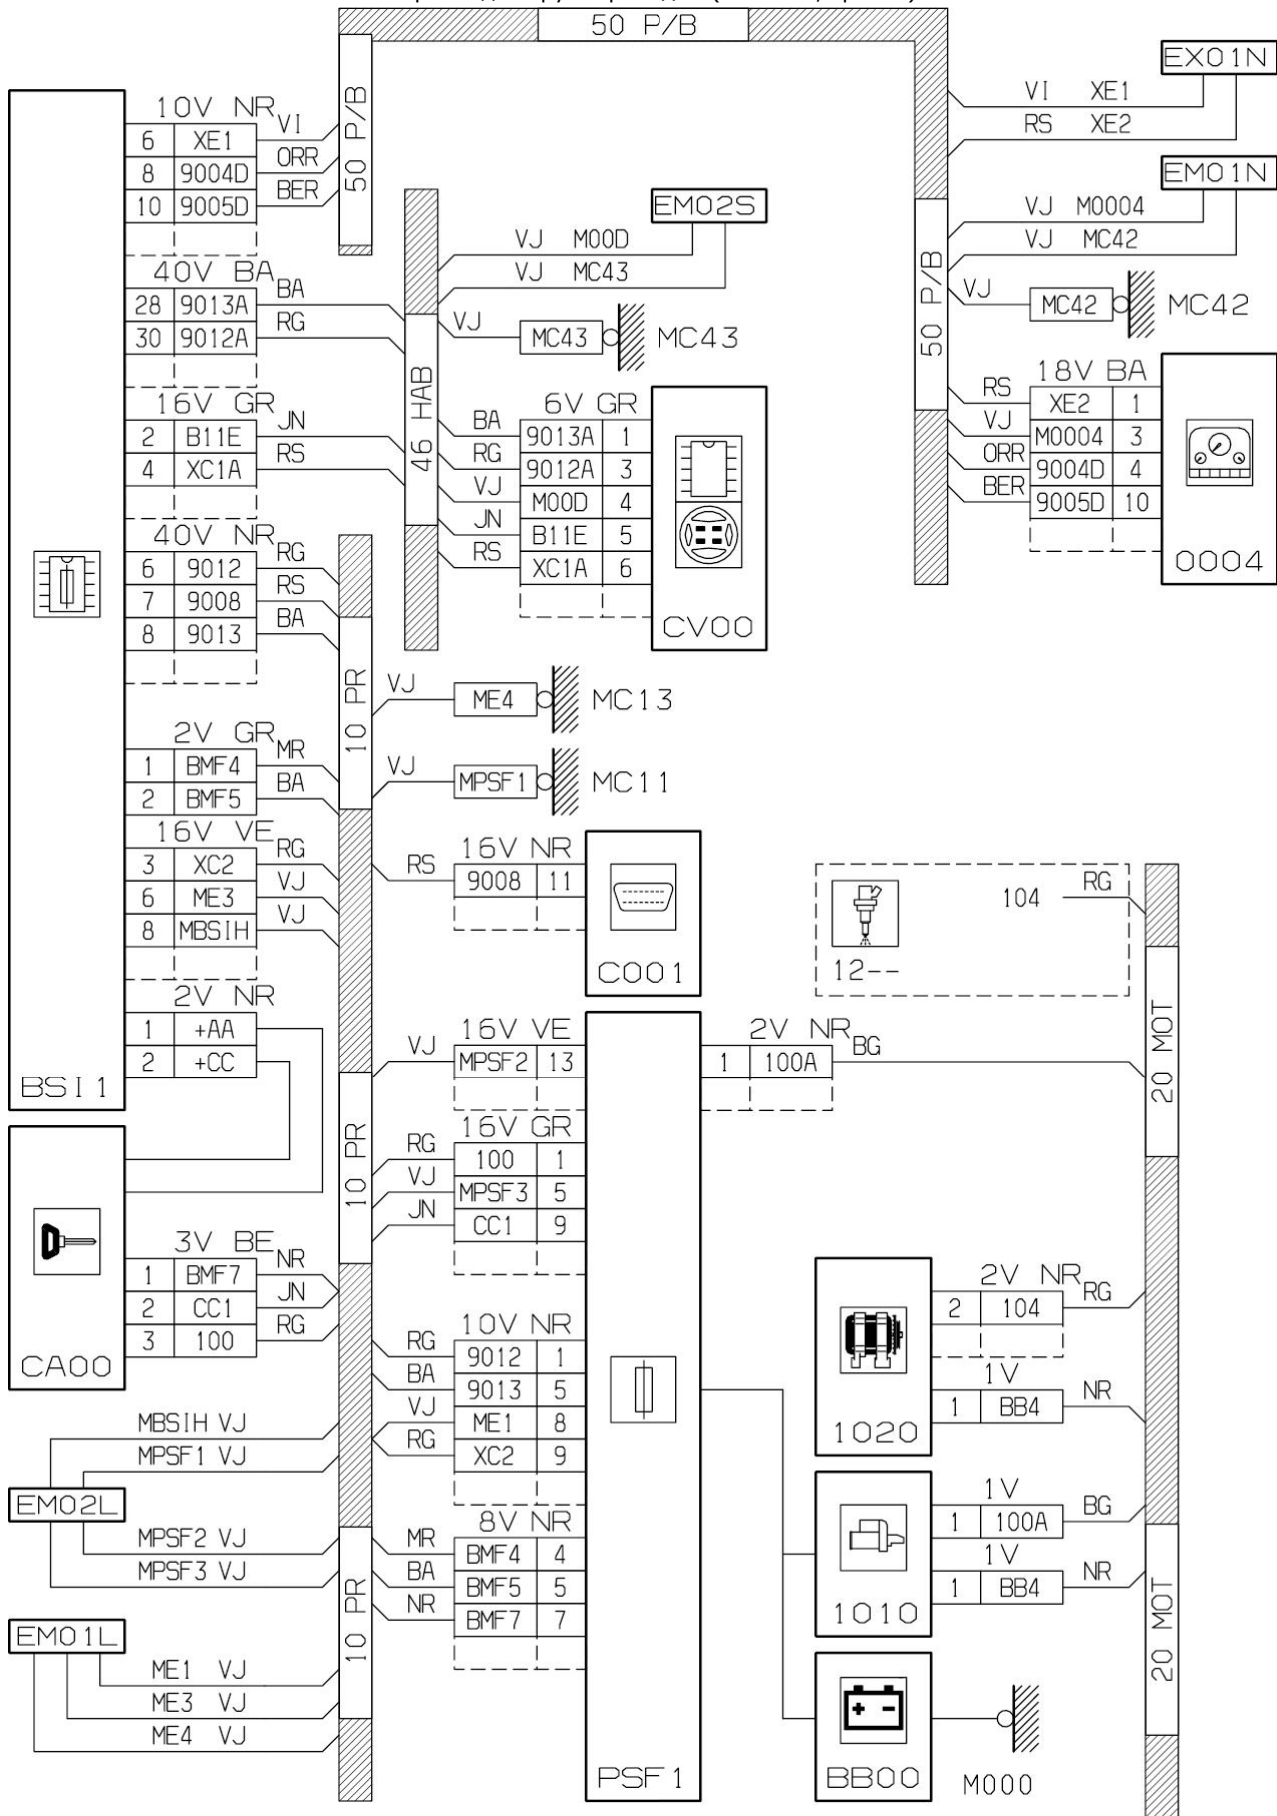 50 P/B
EX01N
VI XE1
RS XE2
EM01N
VJ M0004
VJ MC42
50 P/B
VJ
MC42
MC42
18V BA
RS XE2 1
VJ M0004 3
ORR 9004D 4
BER 9005D 10
0004
10V NR
6 XE1 VI
8 9004D ORR
10 9005D BER
50 P/B
40V BA
28 9013A BA
30 9012A RG
16V GR
2 B11E JN
4 XC1A RS
40V NR
6 9012 RG
7 9008 RS
8 9013 BA
2V GR
1 BMF4 MR
2 BMF5 BA
16V VE
3 XC2 RG
6 ME3 VJ
8 MBSIH VJ
2V NR
1 +AA
2 +CC
BSI1
EM02S
VJ M00D
VJ MC43
VJ
MC43
MC43
46 HAB
6V GR
BA 9013A 1
RG 9012A 3
VJ M00D 4
JN B11E 5
RS XC1A 6
CV00
10 PR
VJ
ME4
MC13
VJ
MPSF1
MC11
16V NR
RS 9008 11
C001
104 RG
12--
20 MOT
16V VE
VJ MPSF2 13
2V NR
1 100A BG
10 PR
16V GR
RG 100 1
VJ MPSF3 5
JN CC1 9
3V BE
1 BMF7 NR
2 CC1 JN
3 100 RG
CA00
10V NR
RG 9012 1
BA 9013 5
VJ ME1 8
RG XC2 9
2V NR
2 104 RG
1V
1 BB4 NR
1020
MBSIH VJ
MPSF1 VJ
EM02L
MPSF2 VJ
MPSF3 VJ
10 PR
8V NR
MR BMF4 4
BA BMF5 5
NR BMF7 7
PSF1
1V
1 100A BG
1V
1 BB4 NR
1010
20 MOT
EM01L
ME1 VJ
ME3 VJ
ME4 VJ
BB00
M000